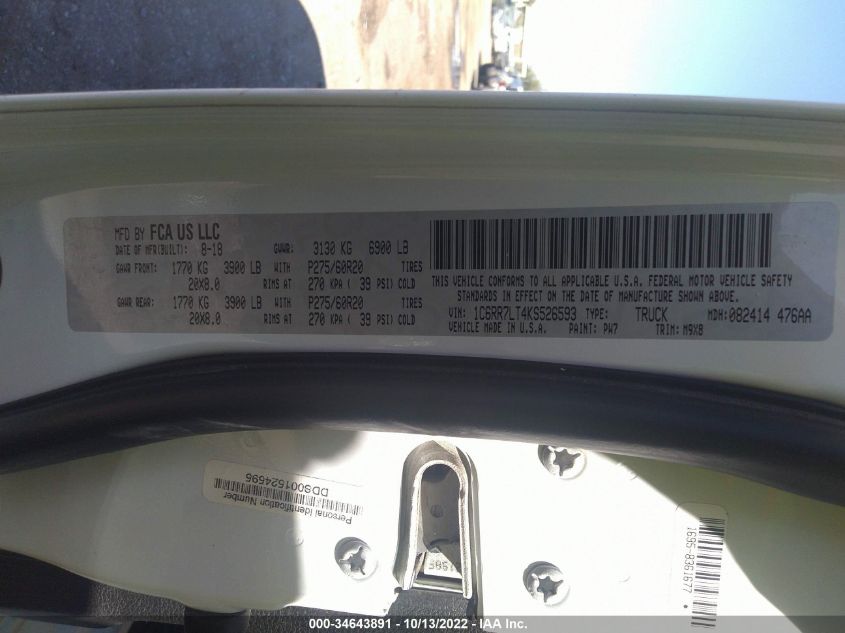 MFD BY FCA US LLC
DATE OF MFR(BUILT): 8-18 GVWR: 3130 KG 6900 LB
GAWR FRONT: 1770 KG 3900 LB WITH P275/60R20 TIRES
20X8.0 RIMS AT 270 KPA ( 39 PSI) COLD
GAWR REAR: 1770 KG 3900 LB WITH P275/60R20 TIRES
20X8.0 RIMS AT 270 KPA ( 39 PSI) COLD
THIS VEHICLE CONFORMS TO ALL APPLICABLE U.S.A. FEDERAL MOTOR VEHICLE SAFETY
STANDARDS IN EFFECT ON THE DATE OF MANUFACTURE SHOWN ABOVE.
VIN: 1C6RR7LT4KS526593 TYPE: TRUCK MDH: 082414 476AA
VEHICLE MADE IN U.S.A. PAINT: PW7 TRIM: M9X8
Personal Identification Number
DDS001524596
1695-8361677 *
000-34643891 - 10/13/2022 - IAA Inc.